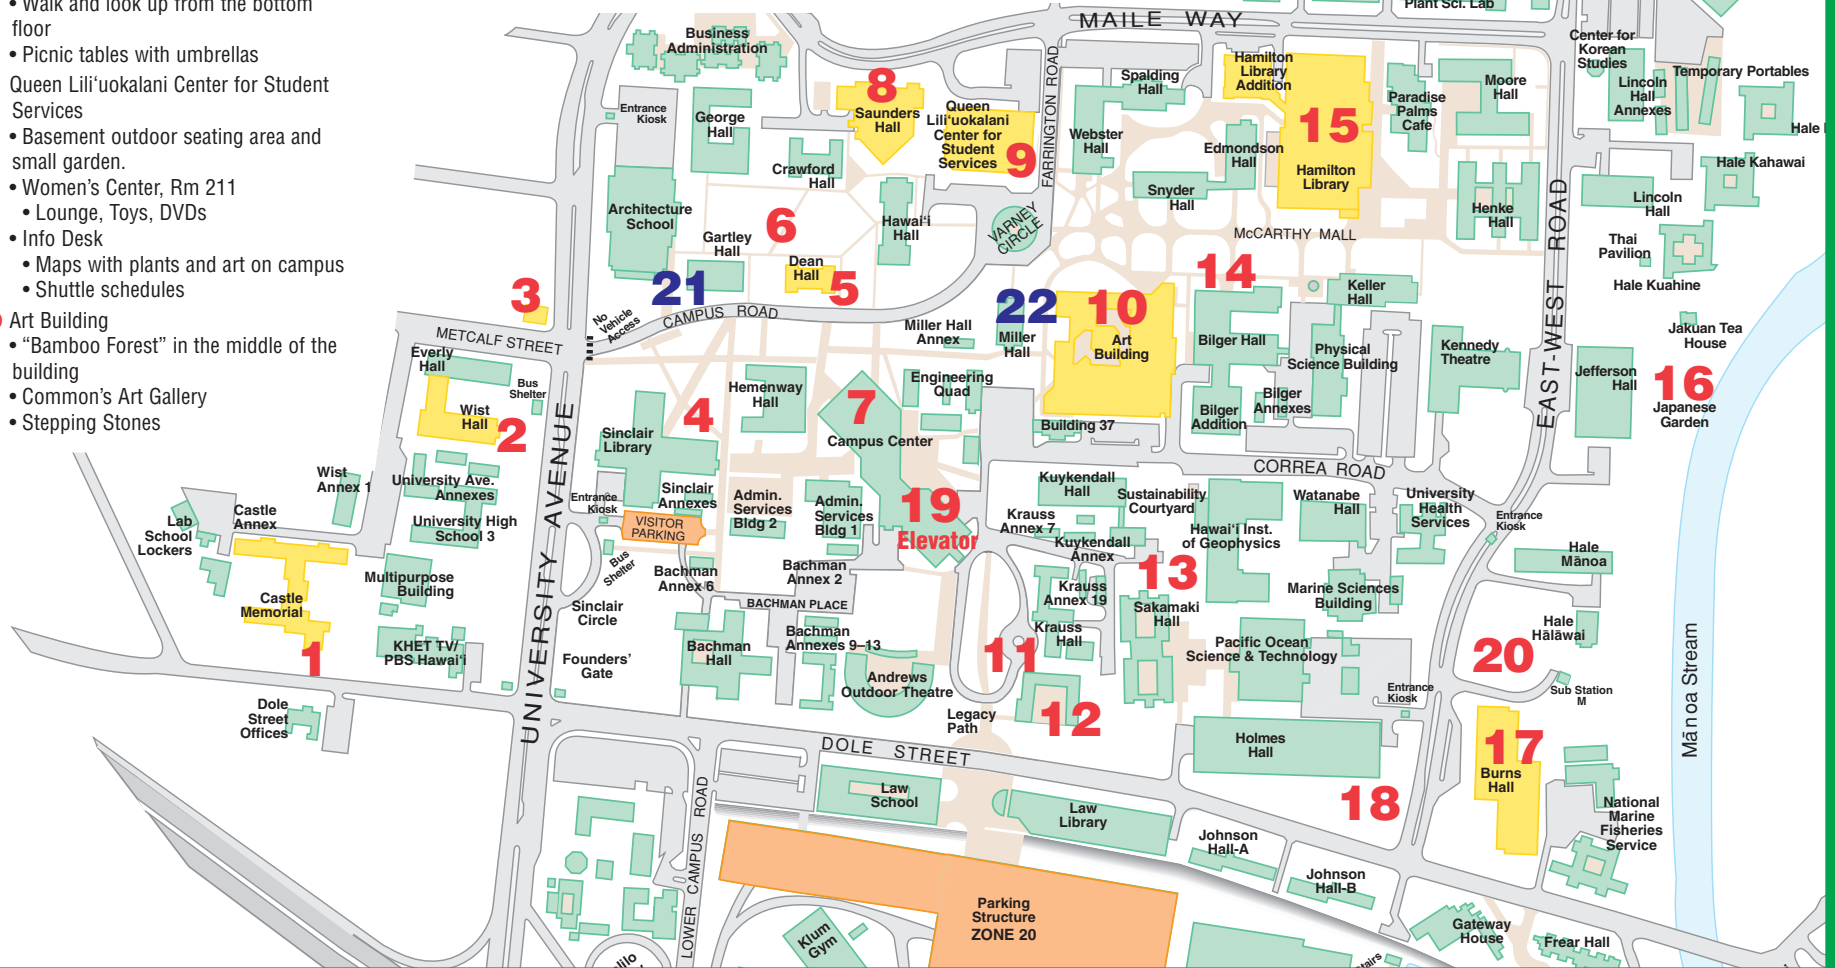 • Walk and look up from the bottom
floor
• Picnic tables with umbrellas
Queen Lili‘uokalani Center for Student
Services
• Basement outdoor seating area and
small garden.
• Women’s Center, Rm 211
• Lounge, Toys, DVDs
• Info Desk
• Maps with plants and art on campus
• Shuttle schedules
Art Building
• “Bamboo Forest” in the middle of the
building
• Common’s Art Gallery
• Stepping Stones
MAILE WAY
Plant Sci. Lab
Business
Administration
Entrance
Kiosk
George
Hall
8
Saunders
Hall
Queen
Lili‘uokalani
Center for
Student
Services
9
FARRINGTON ROAD
Spalding
Hall
Webster
Hall
Hamilton
Library
Addition
15
Hamilton
Library
Edmondson
Hall
Snyder
Hall
Paradise
Palms
Cafe
Moore
Hall
Center for
Korean
Studies
Lincoln
Hall
Annexes
Temporary Portables
Hale
Hale Kahawai
Lincoln
Hall
Henke
Hall
EAST-WEST ROAD
Thai
Pavilion
Hale Kuahine
Jakuan Tea
House
Jefferson
Hall
16
Japanese
Garden
Crawford
Hall
Architecture
School
6
Gartley
Hall
Hawai‘i
Hall
VARNEY
CIRCLE
McCARTHY MALL
21
Dean
Hall
5
3
No
Vehicle
Access
CAMPUS ROAD
METCALF STREET
22
Miller
Hall
Miller Hall
Annex
10
Art
Building
14
Bilger Hall
Keller
Hall
Physical
Science Building
Kennedy
Theatre
Everly
Hall
Bus
Shelter
Wist
Hall
2
UNIVERSITY AVENUE
Hemenway
Hall
4
Sinclair
Library
7
Campus Center
Engineering
Quad
Building 37
Bilger
Addition
Bilger
Annexes
CORREA ROAD
Wist
Annex 1
University Ave.
Annexes
University High
School 3
Castle
Annex
Lab
School
Lockers
Entrance
Kiosk
Sinclair
Annexes
VISITOR
PARKING
Admin.
Services
Bldg 2
Admin.
Services
Bldg 1
19
Elevator
Kuykendall
Hall
Sustainability
Courtyard
Krauss
Annex 7
Kuykendall
Annex
Hawai‘i Inst.
of Geophysics
Watanabe
Hall
University
Health
Services
Entrance
Kiosk
Hale
Mānoa
Castle
Memorial
1
Multipurpose
Building
KHET TV/
PBS Hawai‘i
Bus
Shelter
Sinclair
Circle
Founders’
Gate
Bachman
Annex 6
Bachman
Annex 2
BACHMAN PLACE
Bachman
Annexes 9–13
Bachman
Hall
Andrews
Outdoor Theatre
Legacy
Path
11
12
Krauss
Annex 19
Krauss
Hall
13
Sakamaki
Hall
Marine Sciences
Building
Pacific Ocean
Science & Technology
Entrance
Kiosk
Hale
Hālāwai
20
Sub Station
M
Mānoa Stream
Dole
Street
Offices
DOLE STREET
Holmes
Hall
17
Burns
Hall
18
National
Marine
Fisheries
Service
Law
School
Law
Library
LOWER CAMPUS ROAD
Johnson
Hall-A
Johnson
Hall-B
Parking
Structure
ZONE 20
Klum
Gym
Gateway
House
Frear Hall